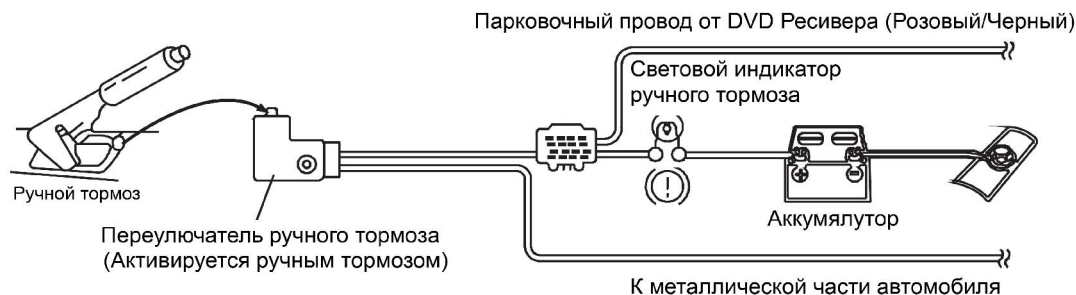 Парковочный провод от DVD Ресивера (Розовый/Черный)
Световой индикатор
ручного тормоза
Ручной тормоз
Аккумялутор
Переулючатель ручного тормоза
(Активируется ручным тормозом)
К металлической части автомобиля